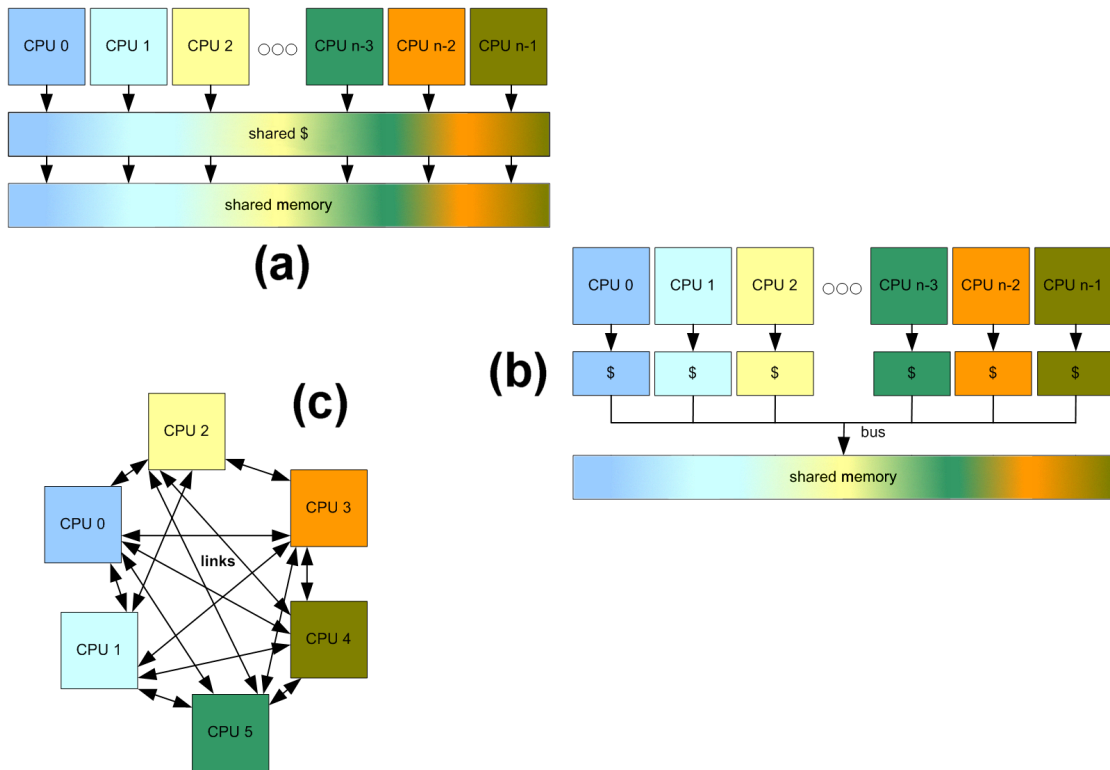 CPU 0 CPU 1 CPU 2 CPU n-3 CPU n-2 CPU n-1
shared $
shared memory
(a)
CPU 0 CPU 1 CPU 2 CPU n-3 CPU n-2 CPU n-1
$ $ $ $ $ $
bus
shared memory
(b)
(c)
CPU 2
CPU 3
CPU 0
links
CPU 4
CPU 1
CPU 5